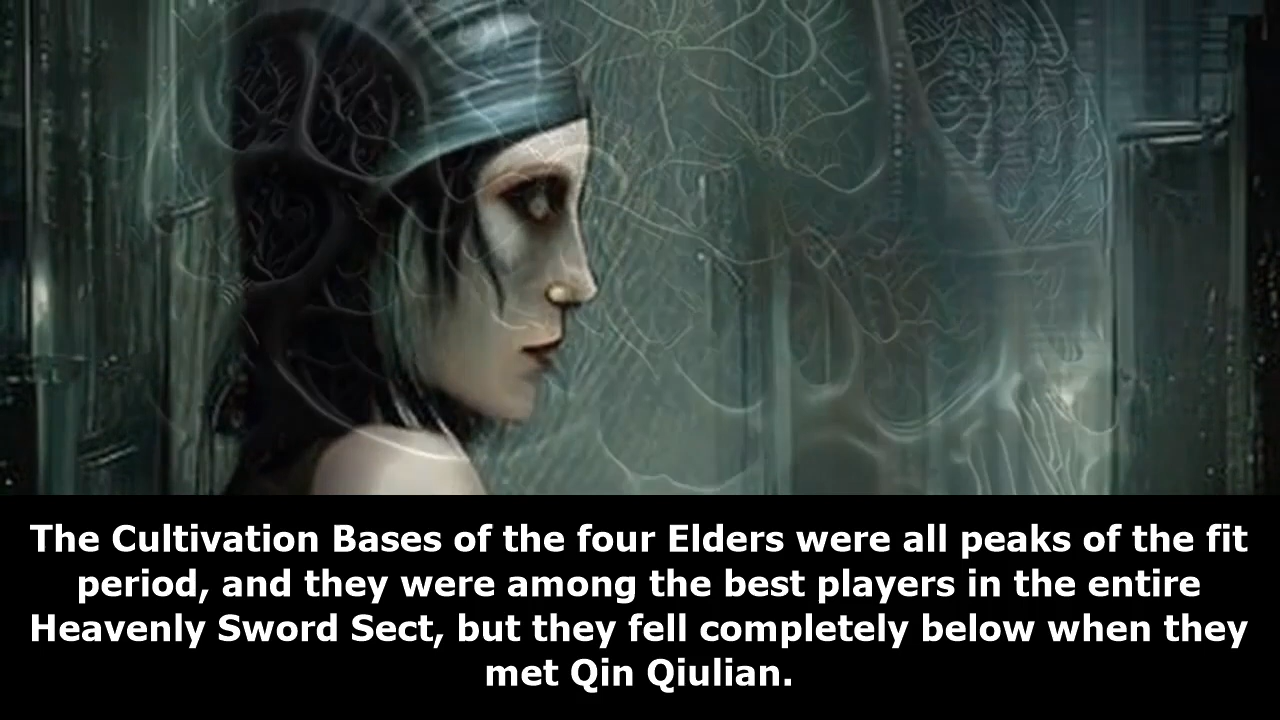 The Cultivation Bases of the four Elders were all peaks of the fit
period, and they were among the best players in the entire
Heavenly Sword Sect, but they fell completely below when they
met Qin Qiulian.